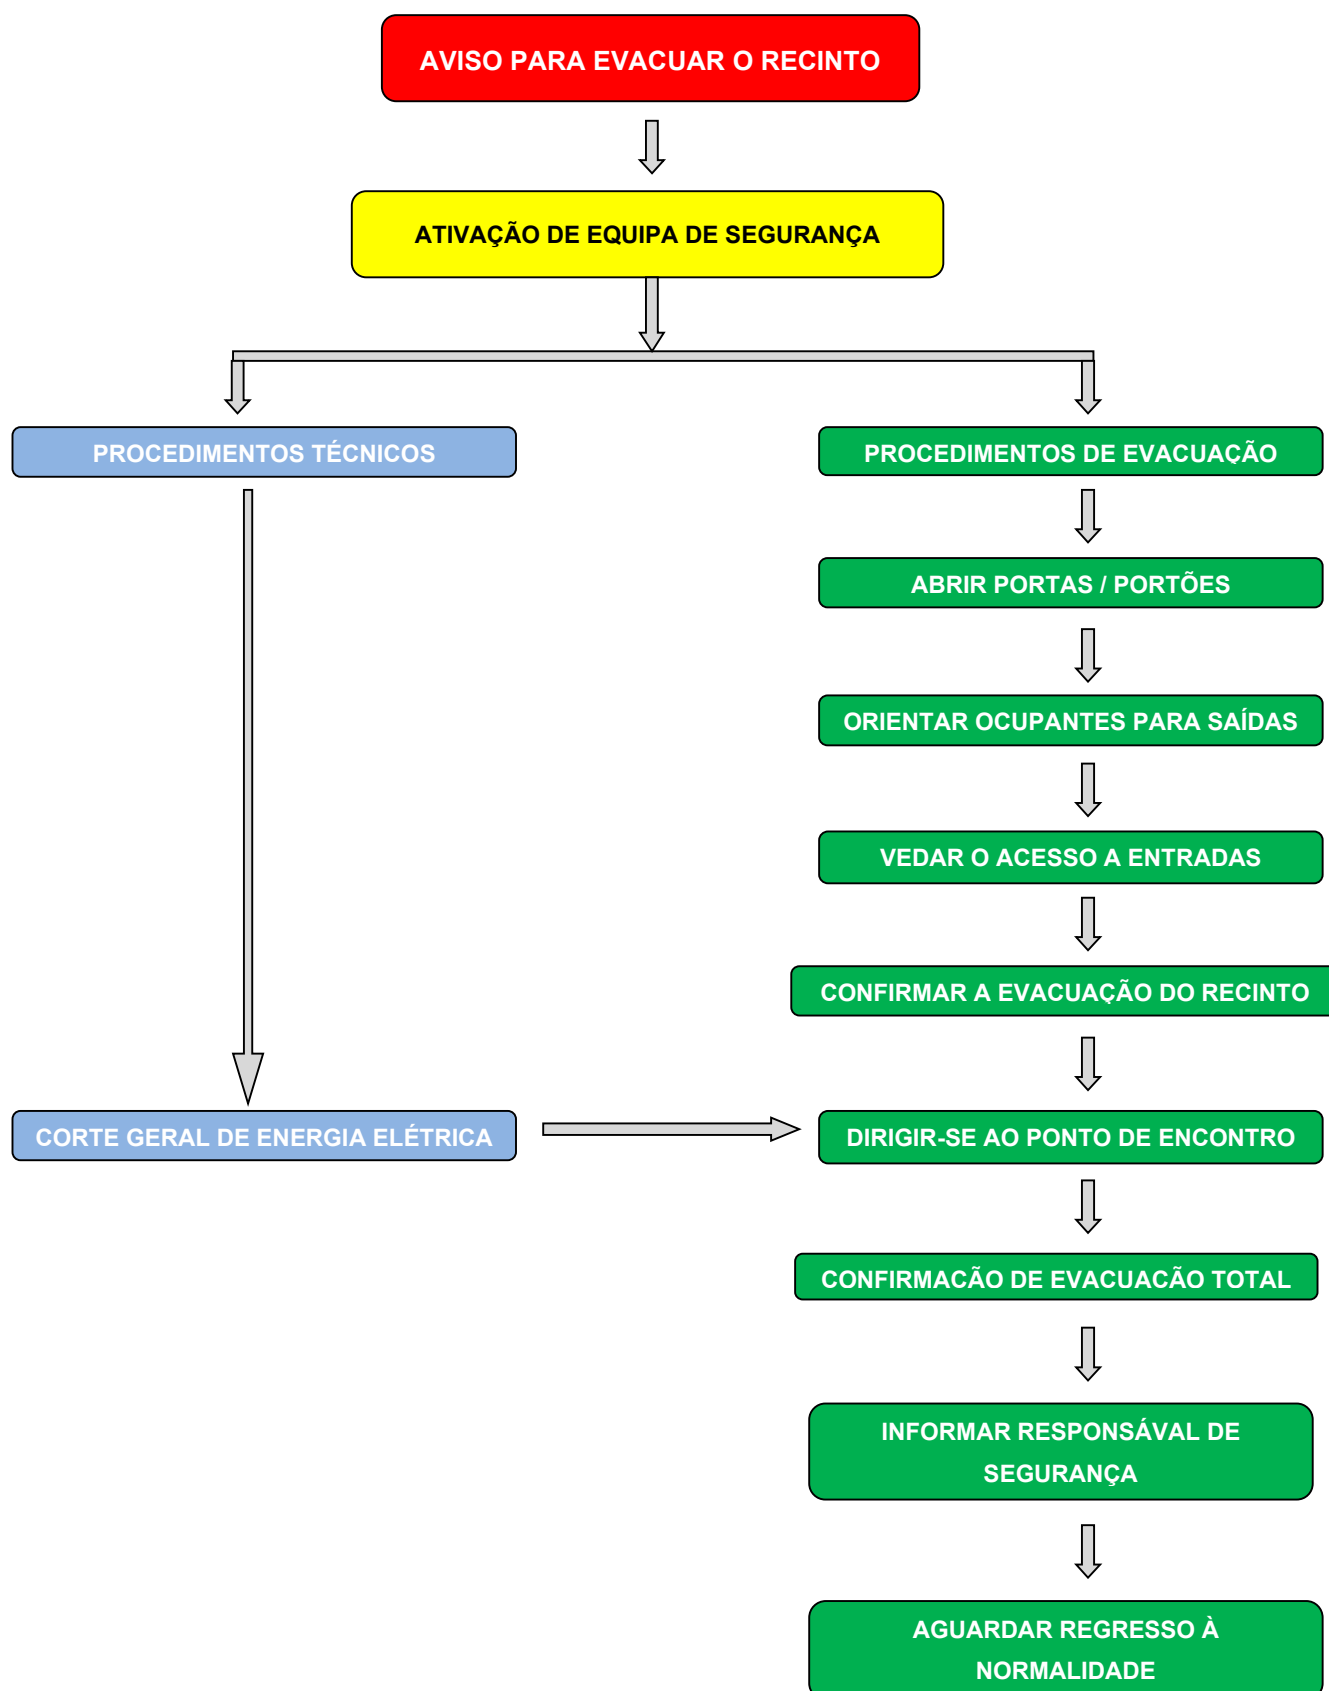 AVISO PARA EVACUAR O RECINTO
ATIVAÇÃO DE EQUIPA DE SEGURANÇA
PROCEDIMENTOS TÉCNICOS
PROCEDIMENTOS DE EVACUAÇÃO
ABRIR PORTAS / PORTÕES
ORIENTAR OCUPANTES PARA SAÍDAS
VEDAR O ACESSO A ENTRADAS
CONFIRMAR A EVACUAÇÃO DO RECINTO
CORTE GERAL DE ENERGIA ELÉTRICA
DIRIGIR-SE AO PONTO DE ENCONTRO
CONFIRMACÃO DE EVACUACÃO TOTAL
INFORMAR RESPONSÁVAL DE
SEGURANÇA
AGUARDAR REGRESSO À
NORMALIDADE